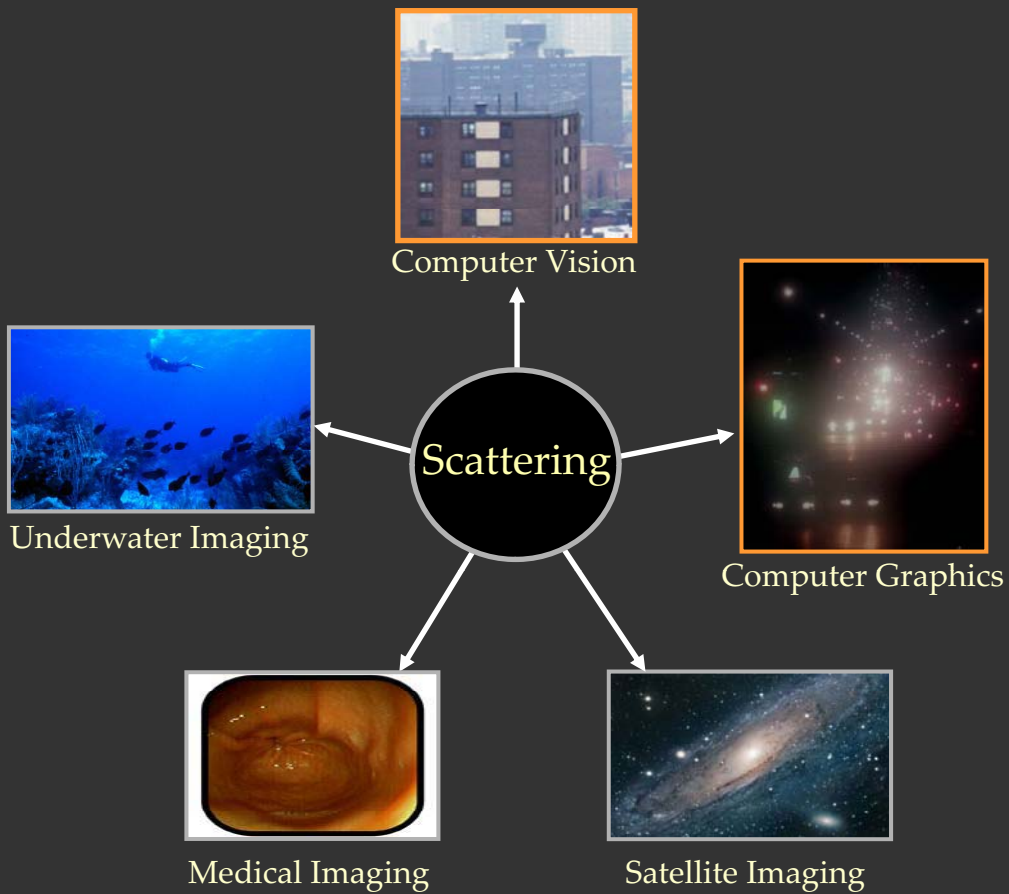 Computer Vision
Scattering
Underwater Imaging
Computer Graphics
Medical Imaging
Satellite Imaging